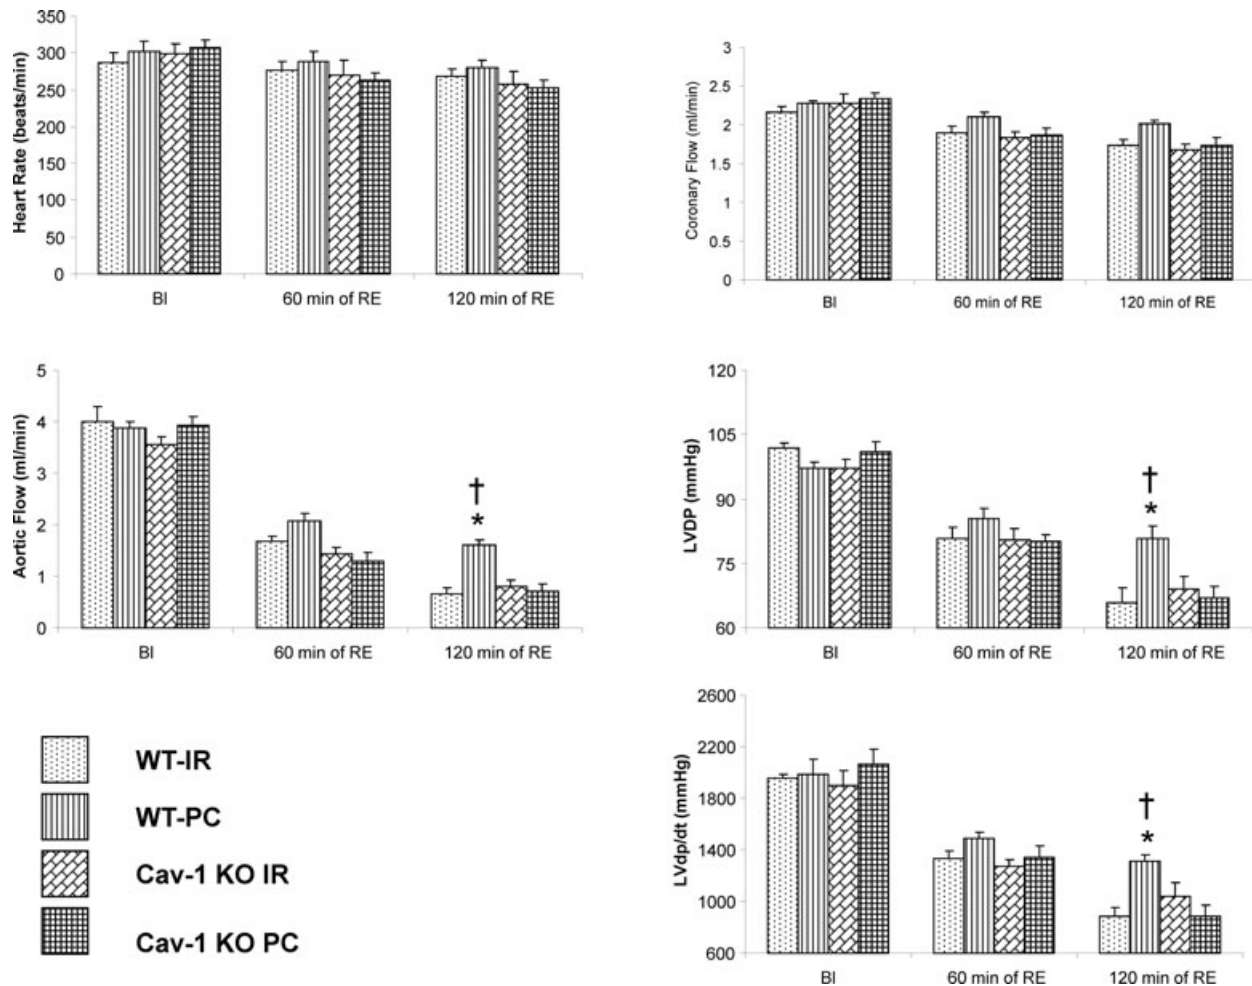 Heart Rate (beats/min)
350
300
250
200
150
100
50
0
BI 60 min of RE 120 min of RE
Coronary Flow (ml/min)
3
2.5
2
1.5
1
0.5
0
BI 60 min of RE 120 min of RE
Aortic Flow (ml/min)
5
4
3
2
1
0
†
*
BI 60 min of RE 120 min of RE
LVDP (mmHg)
120
105
90
75
60
†
*
BI 60 min of RE 120 min of RE
WT-IR
WT-PC
Cav-1 KO IR
Cav-1 KO PC
LVdp/dt (mmHg)
2600
2200
1800
1400
1000
600
†
*
BI 60 min of RE 120 min of RE